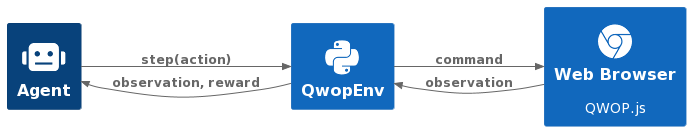 step(action)
command
observation, reward
observation
Agent
QwopEnv
Web Browser
QWOP.js